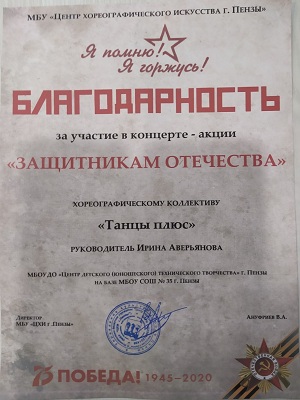 МБУ «Центр хореографического искусства г. Пензы»
Я помню!
Я горжусь!
БЛАГОДАРНОСТЬ
за участие в концерте - акции
«ЗАЩИТНИКАМ ОТЕЧЕСТВА»
хореографическому коллективу
«Танцы плюс»
руководитель Ирина Аверьянова
МБОУ ДО «Центр детского (юношеского) технического творчества» г. Пензы
на базе МБОУ СОШ № 35 г. Пензы
Директор
МБУ «ЦХИ г.Пензы»
Ануфриев В.А.
75 ПОБЕДА! 1945-2020